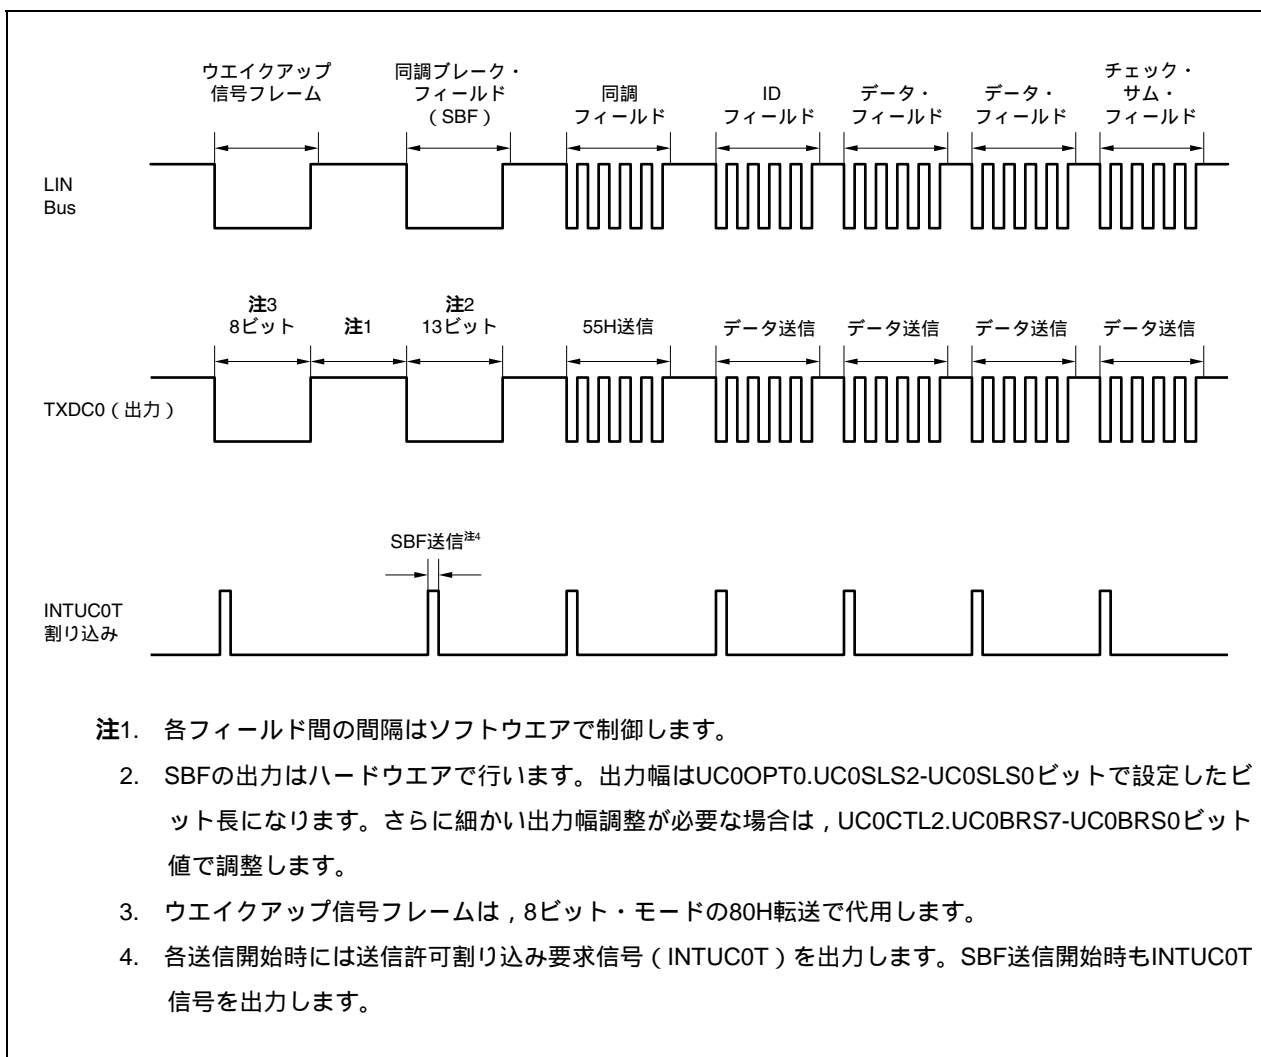 ウエイクアップ
信号フレーム
同調ブレーク・
フィールド
（SBF）
同調
フィールド
ID
フィールド
データ・
フィールド
データ・
フィールド
チェック・
サム・
フィールド
LIN
Bus
注3
8ビット
注1
注2
13ビット
55H送信
データ送信
データ送信
データ送信
データ送信
TXDC0（出力）
SBF送信注4
INTUC0T
割り込み
注1. 各フィールド間の間隔はソフトウエアで制御します。
2. SBFの出力はハードウエアで行います。出力幅はUC0OPT0.UC0SLS2-UC0SLS0ビットで設定したビ
ット長になります。さらに細かい出力幅調整が必要な場合は，UC0CTL2.UC0BRS7-UC0BRS0ビット
値で調整します。
3. ウエイクアップ信号フレームは，8ビット・モードの80H転送で代用します。
4. 各送信開始時には送信許可割り込み要求信号（INTUC0T）を出力します。SBF送信開始時もINTUC0T
信号を出力します。